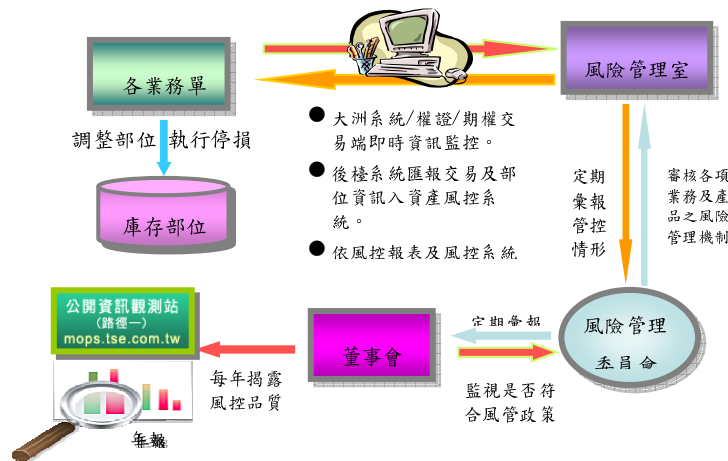 各業務單
風險管理室
調整部位 執行停損
庫存部位
● 大洲系統/權證/期權交
易端即時資訊監控。
● 後檯系統匯報交易及部
位資訊入資產風控系
統。
● 依風控報表及風控系統
定期
彙報
管控
情形
審核各項
業務及產
品之風險
管理機制
公開資訊觀測站
(路徑一)
mops.tse.com.tw
每年揭露
風控品質
年報
董事會
定期彙報
監視是否符
合風管政策
風險管理
委員會